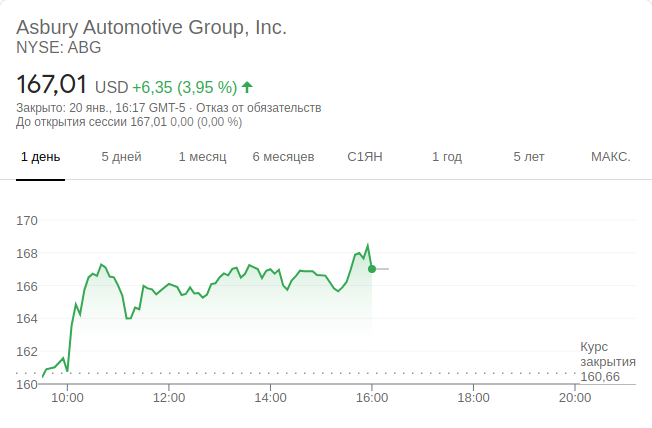 Asbury Automotive Group, Inc.
NYSE: ABG
167,01 USD +6,35 (3,95 %)
Закрыто: 20 янв., 16:17 GMT-5 · Отказ от обязательств
До открытия сессии 167,01 0,00 (0,00 %)
1 день 5 дней 1 месяц 6 месяцев С1ЯН 1 год 5 лет МАКС.
170
168
166
164
162
160
Курс
закрытия
160,66
10:00 12:00 14:00 16:00 18:00 20:00